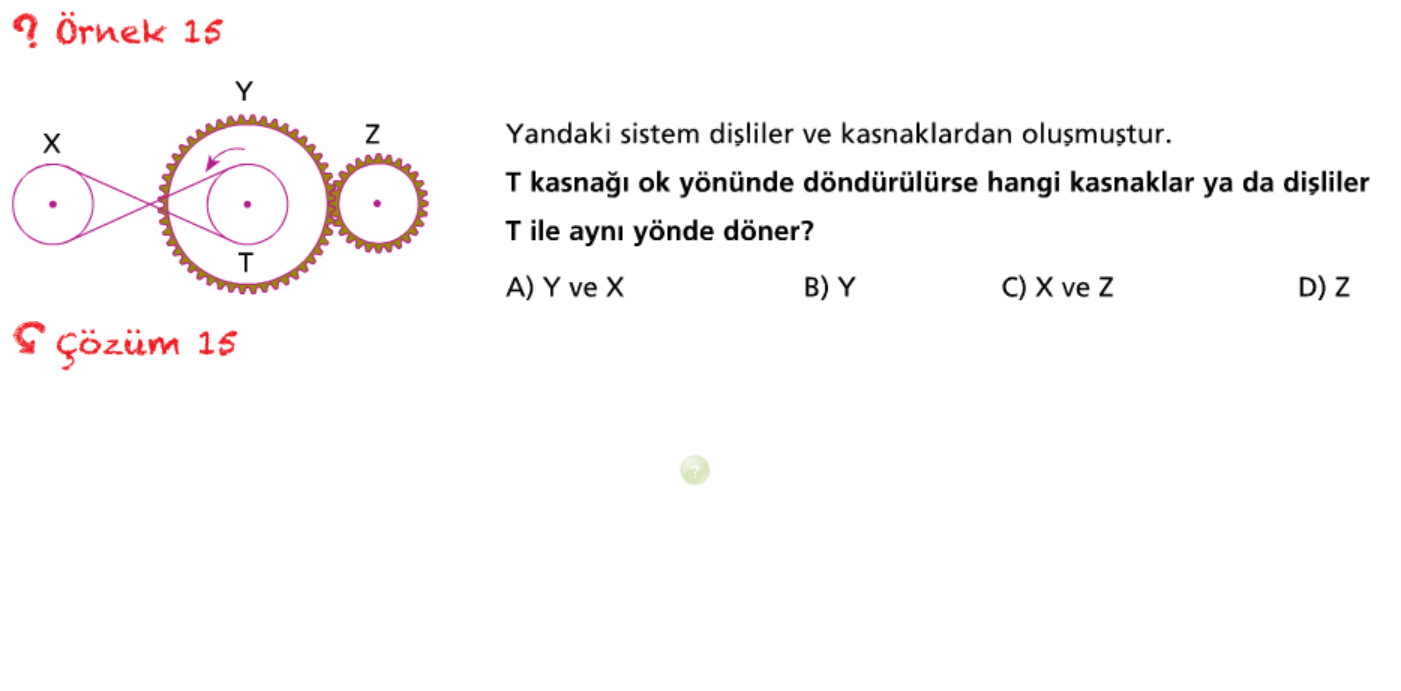 ? Örnek 15
Y
X
Z
T
Yandaki sistem dişliler ve kasnaklardan oluşmuştur.
T kasnağı ok yönünde döndürülürse hangi kasnaklar ya da dişliler
T ile aynı yönde döner?
A) Y ve X B) Y C) X ve Z D) Z
Çözüm 15
?